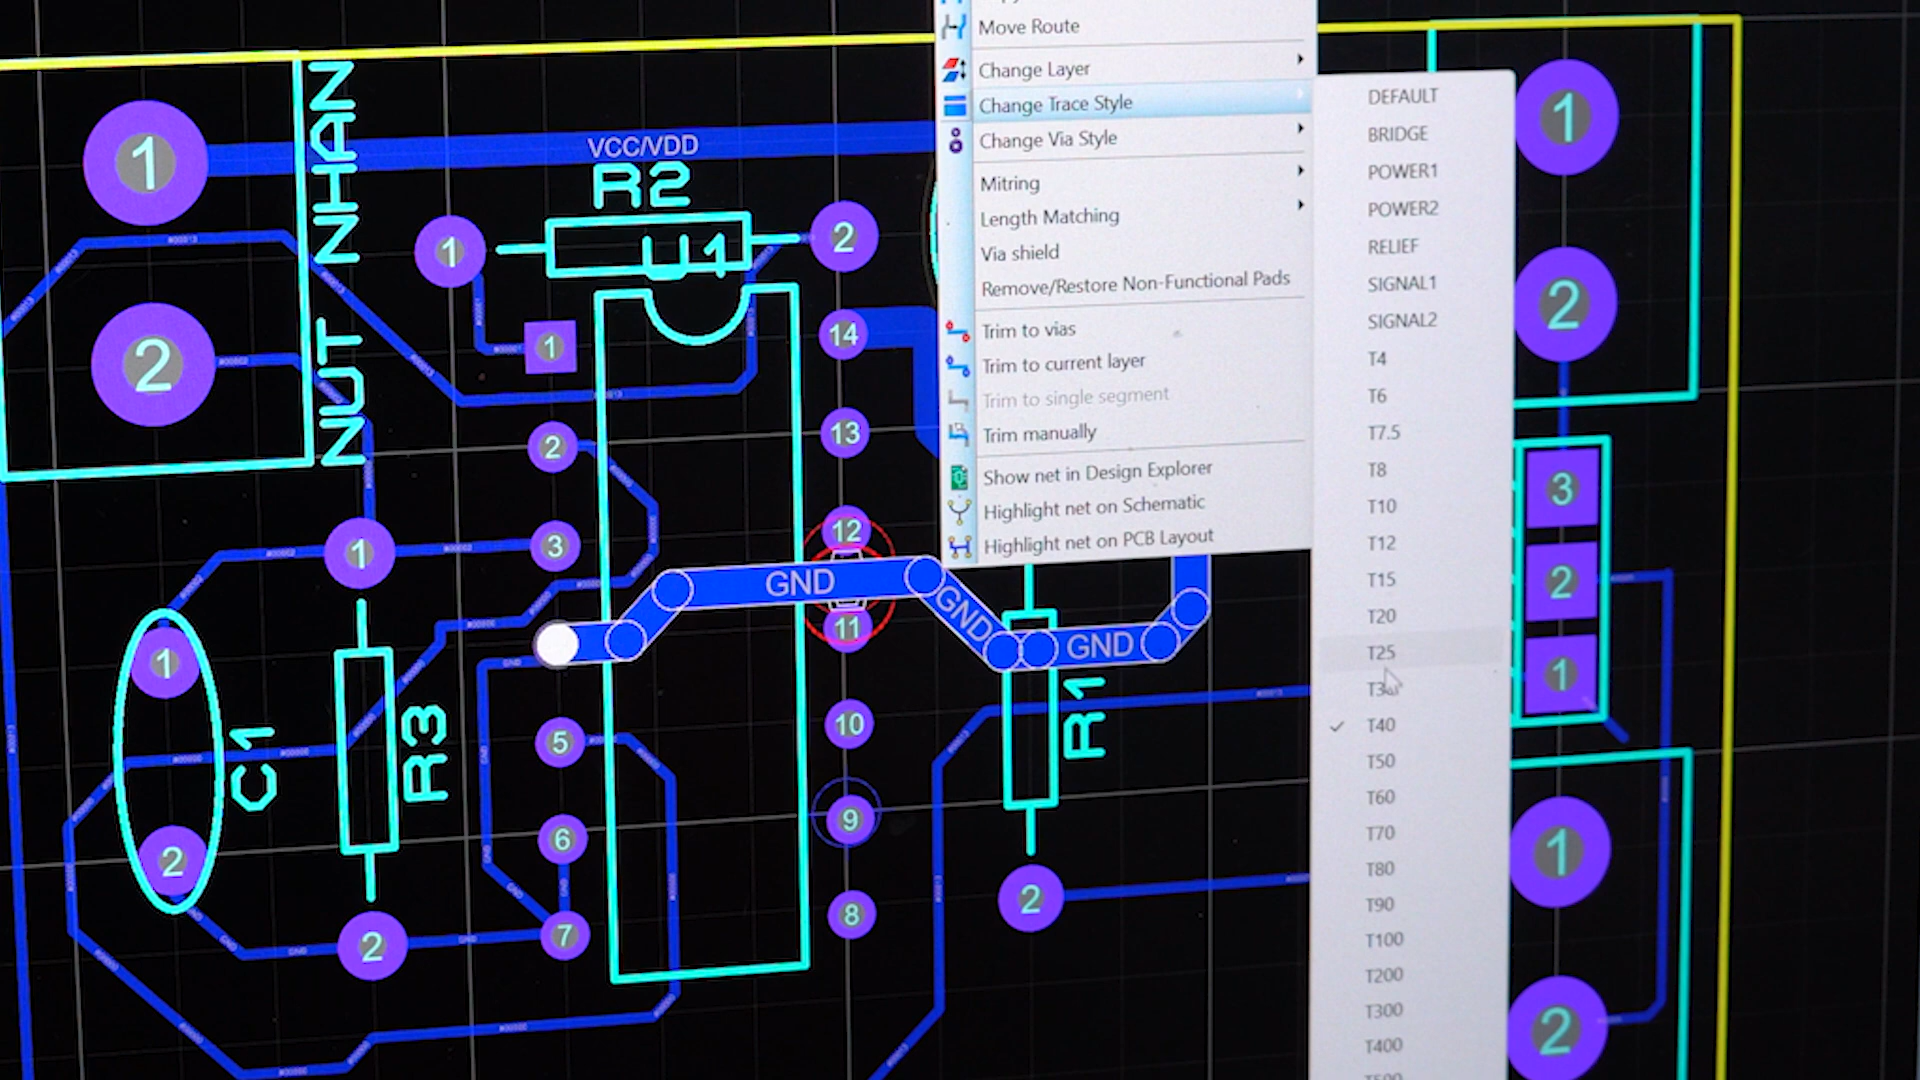 Move Route
Change Layer
Change Trace Style
Change Via Style
Mitring
Length Matching
Via shield
Remove/Restore Non-Functional Pads
Trim to vias
Trim to current layer
Trim to single segment
Trim manually
Show net in Design Explorer
Highlight net on Schematic
Highlight net on PCB Layout
DEFAULT
BRIDGE
POWER1
POWER2
RELIEF
SIGNAL1
SIGNAL2
T4
T6
T7.5
T8
T10
T12
T15
T20
T25
T40
T50
T60
T70
T80
T90
T100
T200
T300
T400
VCC/VDD
NUT NHAN
1
2
R2
1
2
U1
1
2
3
5
6
7
14
13
12
11
10
9
8
GND
GND
GND
1
R3
2
C1
1
2
R1
2
1
2
3
2
1
1
2